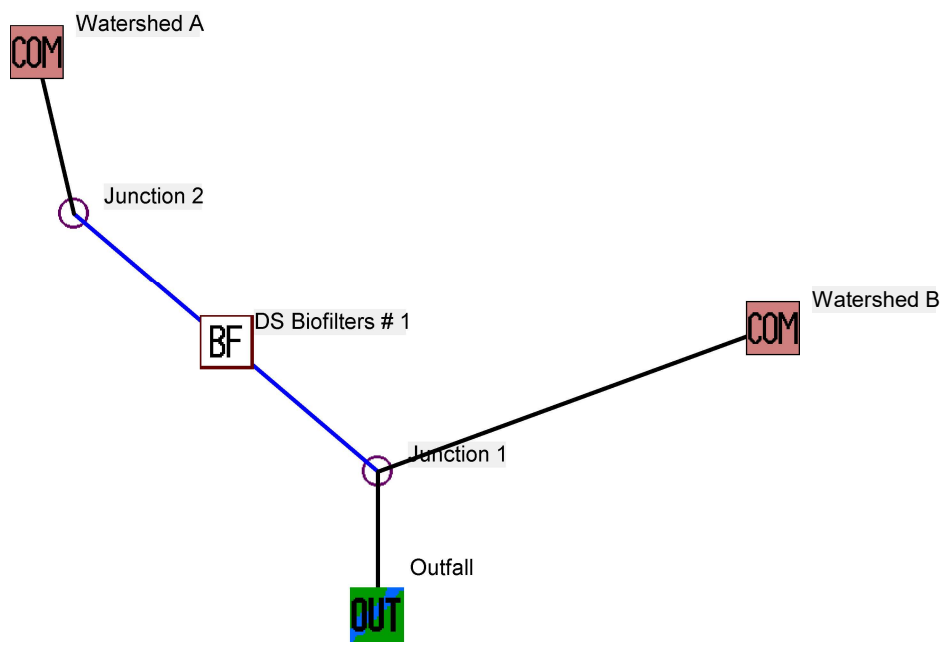 Watershed A
COM
Junction 2
Watershed B
DS Biofilters # 1
BF
COM
Junction 1
Outfall
OUT